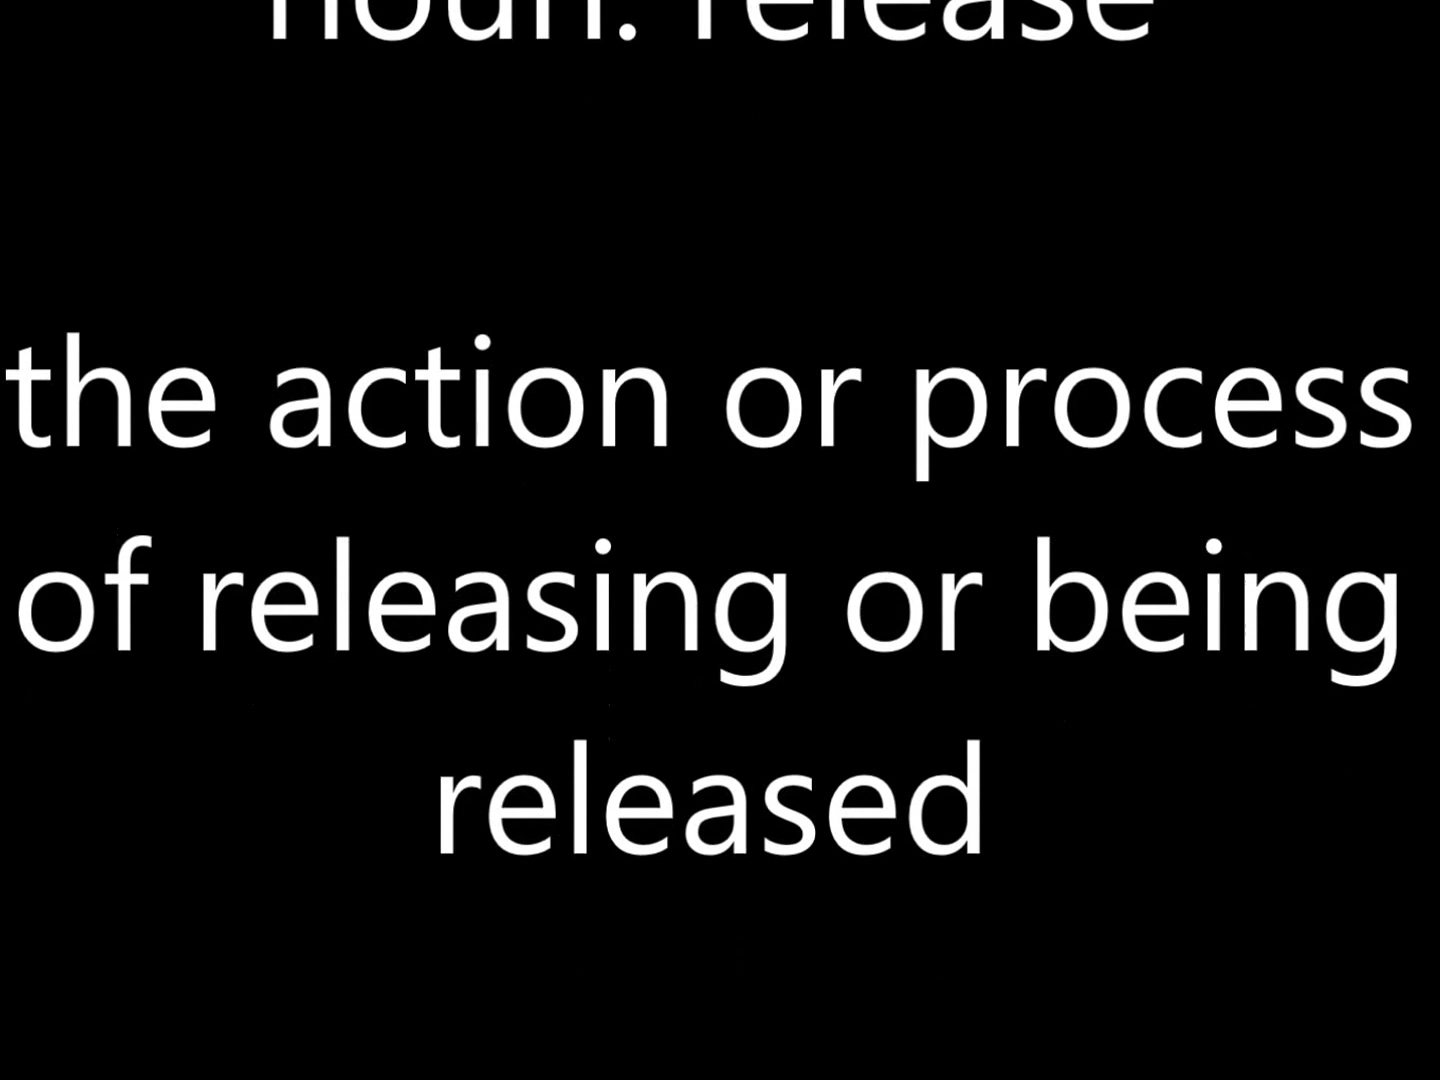 noun: release
the action or process
of releasing or being
released